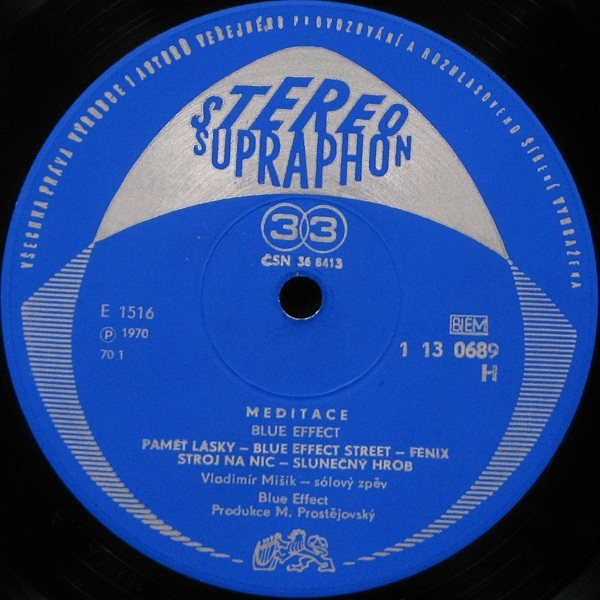 VŠECHNA PRÁVA VÝROBCE I AUTORŮ VEŘEJNÉHO PROVOZOVÁNÍ A ROZHLASOVÉHO ŠÍŘENÍ VYHRAŽENA
STEREO
SUPRAPHON
33
ČSN 36 8413
E 1516
Ⓟ 1970
70 1
BIEM
1 13 0689
H
MEDITACE
BLUE EFFECT
PAMĚŤ LÁSKY – BLUE EFFECT STREET – FÉNIX
STROJ NA NIC – SLUNEČNÝ HROB
Vladimír Mišík – sólový zpěv
Blue Effect
Produkce M. Prostějovský